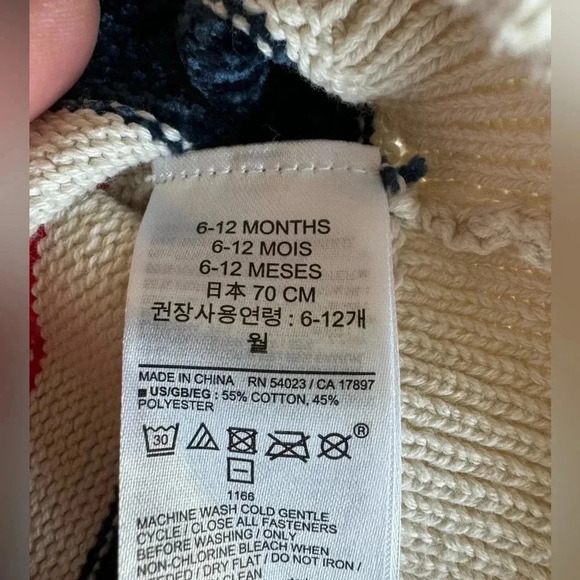 6-12 MONTHS
6-12 MOIS
6-12 MESES
日本 70 CM
권장사용연령 : 6-12개
월
MADE IN CHINA RN 54023 / CA 17897
■ US/GB/EG : 55% COTTON, 45%
POLYESTER
30
®
1166
MACHINE WASH COLD GENTLE
CYCLE / CLOSE ALL FASTENERS
BEFORE WASHING / ONLY
NON-CHLORINE BLEACH WHEN
NEEDED / DRY FLAT / DO NOT IRON /
CLEAN